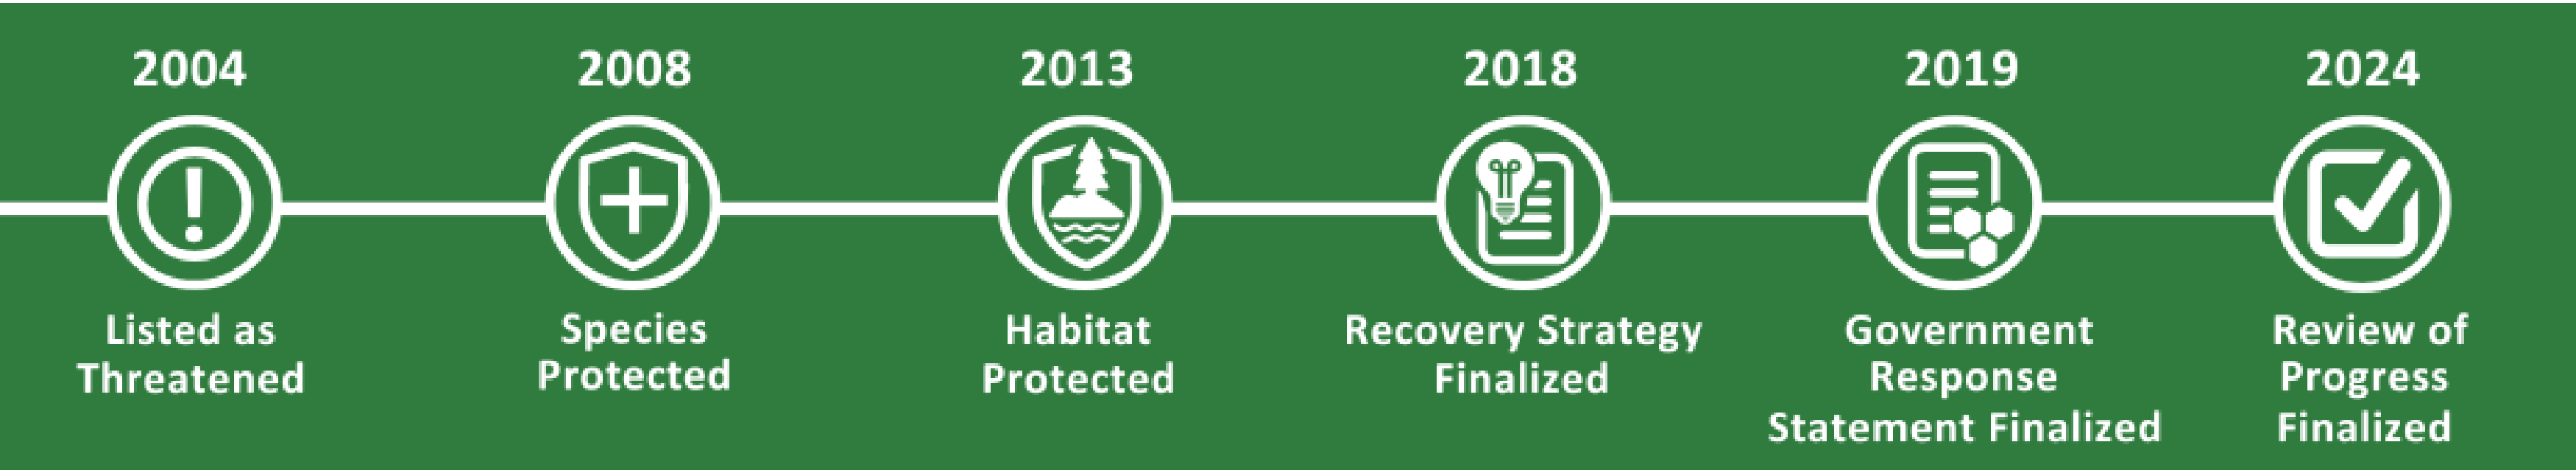 2004
Listed as
Threatened
2008
Species
Protected
2013
Habitat
Protected
2018
Recovery Strategy
Finalized
2019
Government
Response
Statement Finalized
2024
Review of
Progress
Finalized